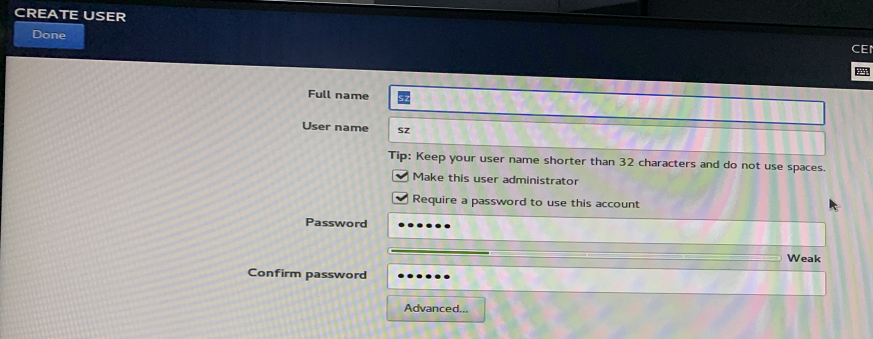 CREATE USER
Done
Full name
sz
User name
sz
Tip: Keep your user name shorter than 32 characters and do not use spaces.
Make this user administrator
Require a password to use this account
Password
••••••
Weak
Confirm password
••••••
Advanced...